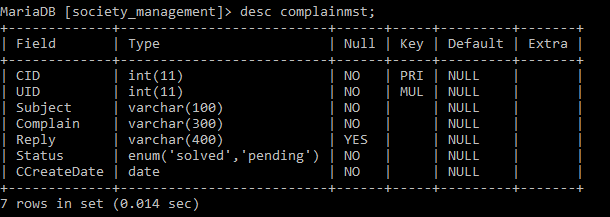 MariaDB [society_management]> desc complainmst;
+-------------+--------------------------+------+-----+---------+-------+
| Field       | Type                     | Null | Key | Default | Extra |
+-------------+--------------------------+------+-----+---------+-------+
| CID         | int(11)                  | NO   | PRI | NULL    |       |
| UID         | int(11)                  | NO   | MUL | NULL    |       |
| Subject     | varchar(100)             | NO   |     | NULL    |       |
| Complain    | varchar(300)             | NO   |     | NULL    |       |
| Reply       | varchar(400)             | YES  |     | NULL    |       |
| Status      | enum('solved','pending') | NO   |     | NULL    |       |
| CCreateDate | date                     | NO   |     | NULL    |       |
+-------------+--------------------------+------+-----+---------+-------+
7 rows in set (0.014 sec)